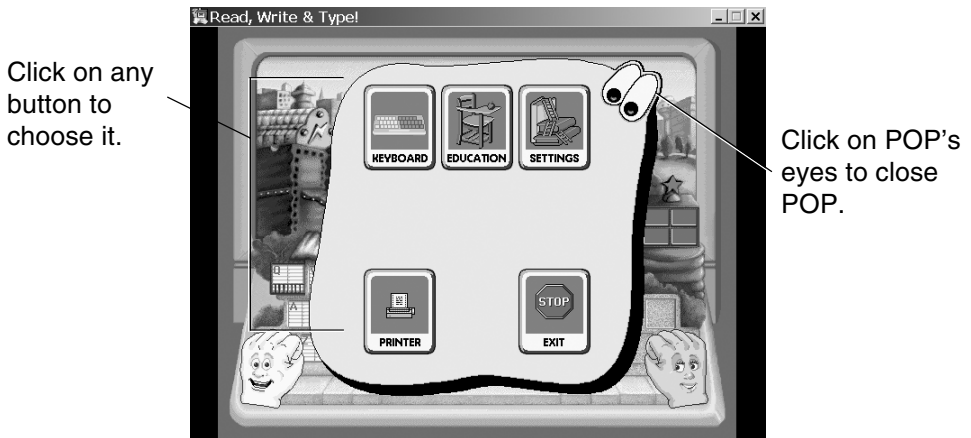 Read, Write & Type!
Click on any
button to
choose it.
KEYBOARD
EDUCATION
SETTINGS
Click on POP's
eyes to close
POP.
Q
A
STOP
PRINTER
EXIT